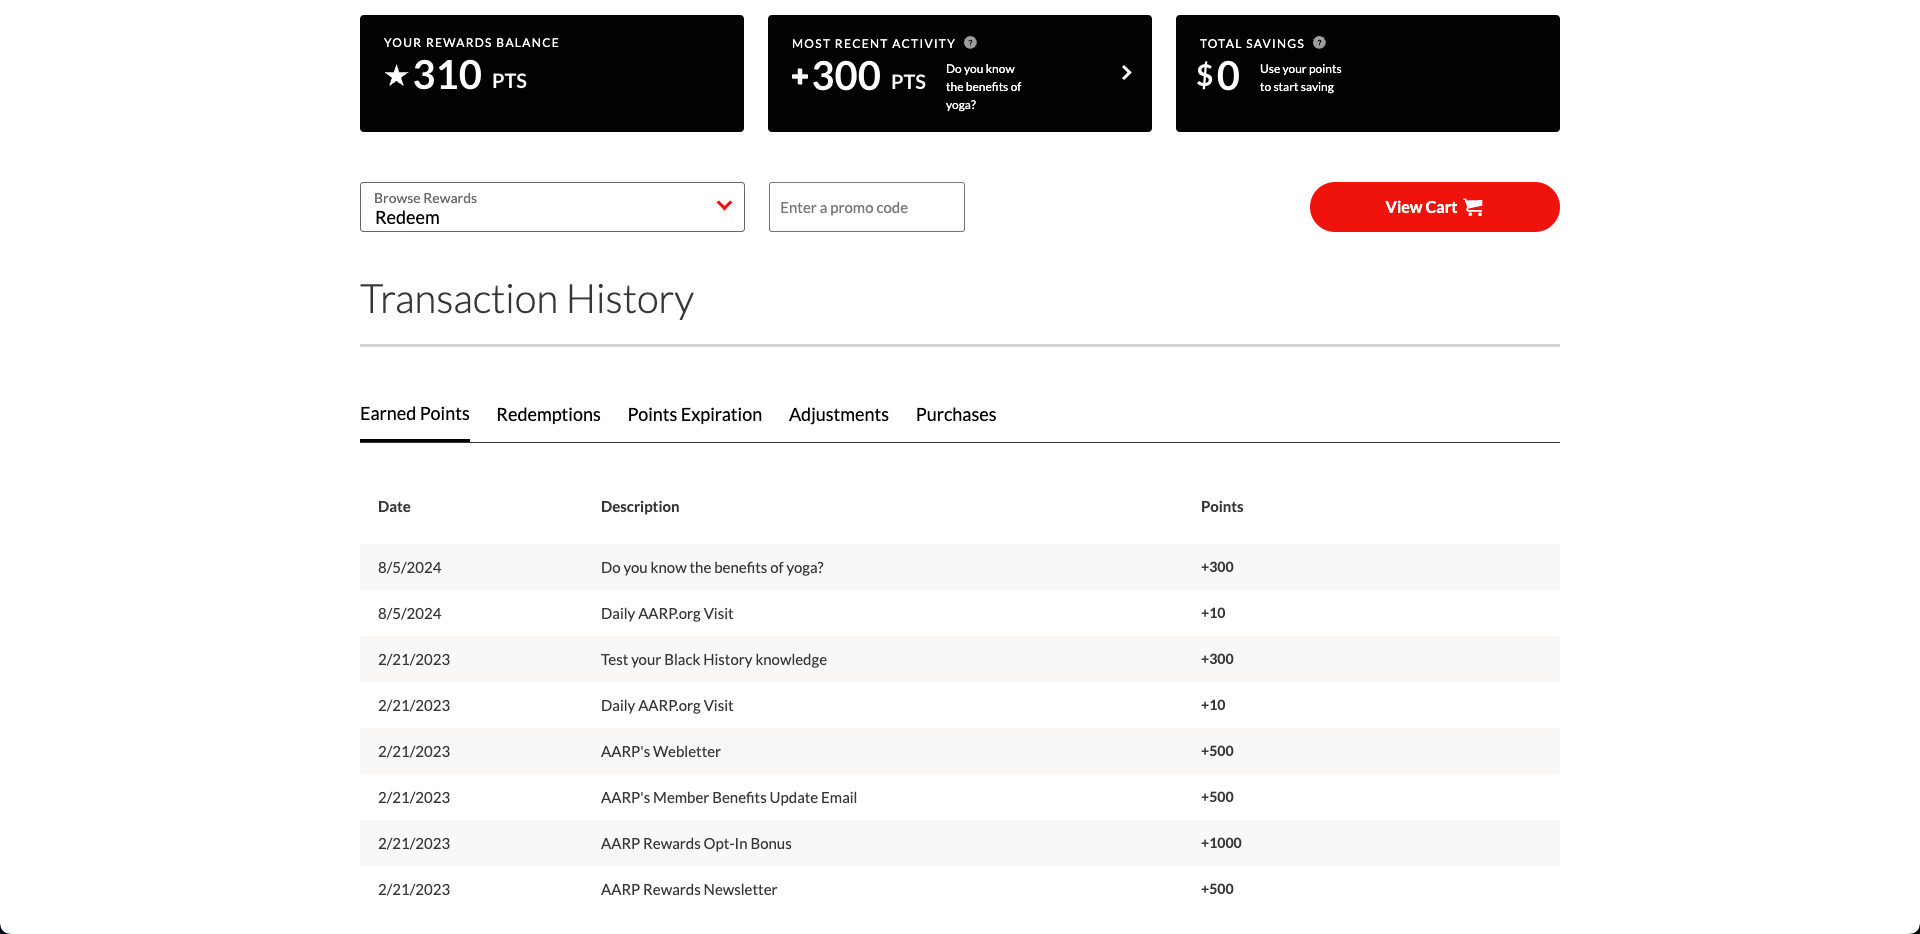 YOUR REWARDS BALANCE
310 PTS
MOST RECENT ACTIVITY ?
+300 PTS
Do you know
the benefits of
yoga?
TOTAL SAVINGS ?
$0
Use your points
to start saving
Browse Rewards
Redeem
Enter a promo code
View Cart
Transaction History
Earned Points Redemptions Points Expiration Adjustments Purchases
Date Description Points
8/5/2024 Do you know the benefits of yoga? +300
8/5/2024 Daily AARP.org Visit +10
2/21/2023 Test your Black History knowledge +300
2/21/2023 Daily AARP.org Visit +10
2/21/2023 AARP's Webletter +500
2/21/2023 AARP's Member Benefits Update Email +500
2/21/2023 AARP Rewards Opt-In Bonus +1000
2/21/2023 AARP Rewards Newsletter +500